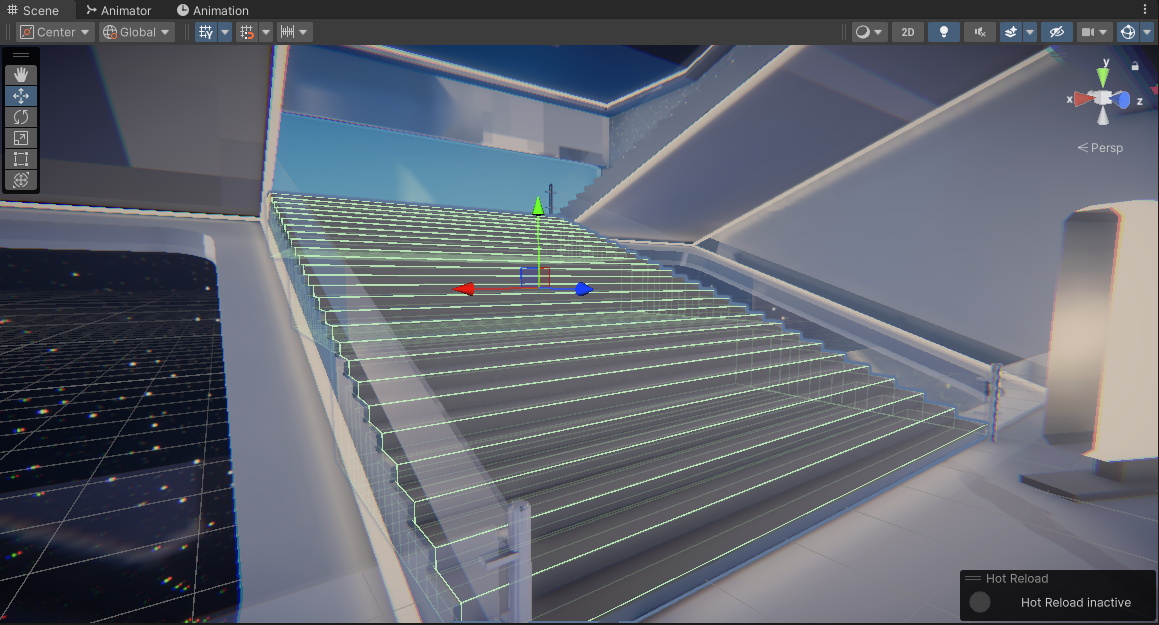 Scene Animator Animation
Center Global 2D
y
x z
Persp
Hot Reload
Hot Reload inactive